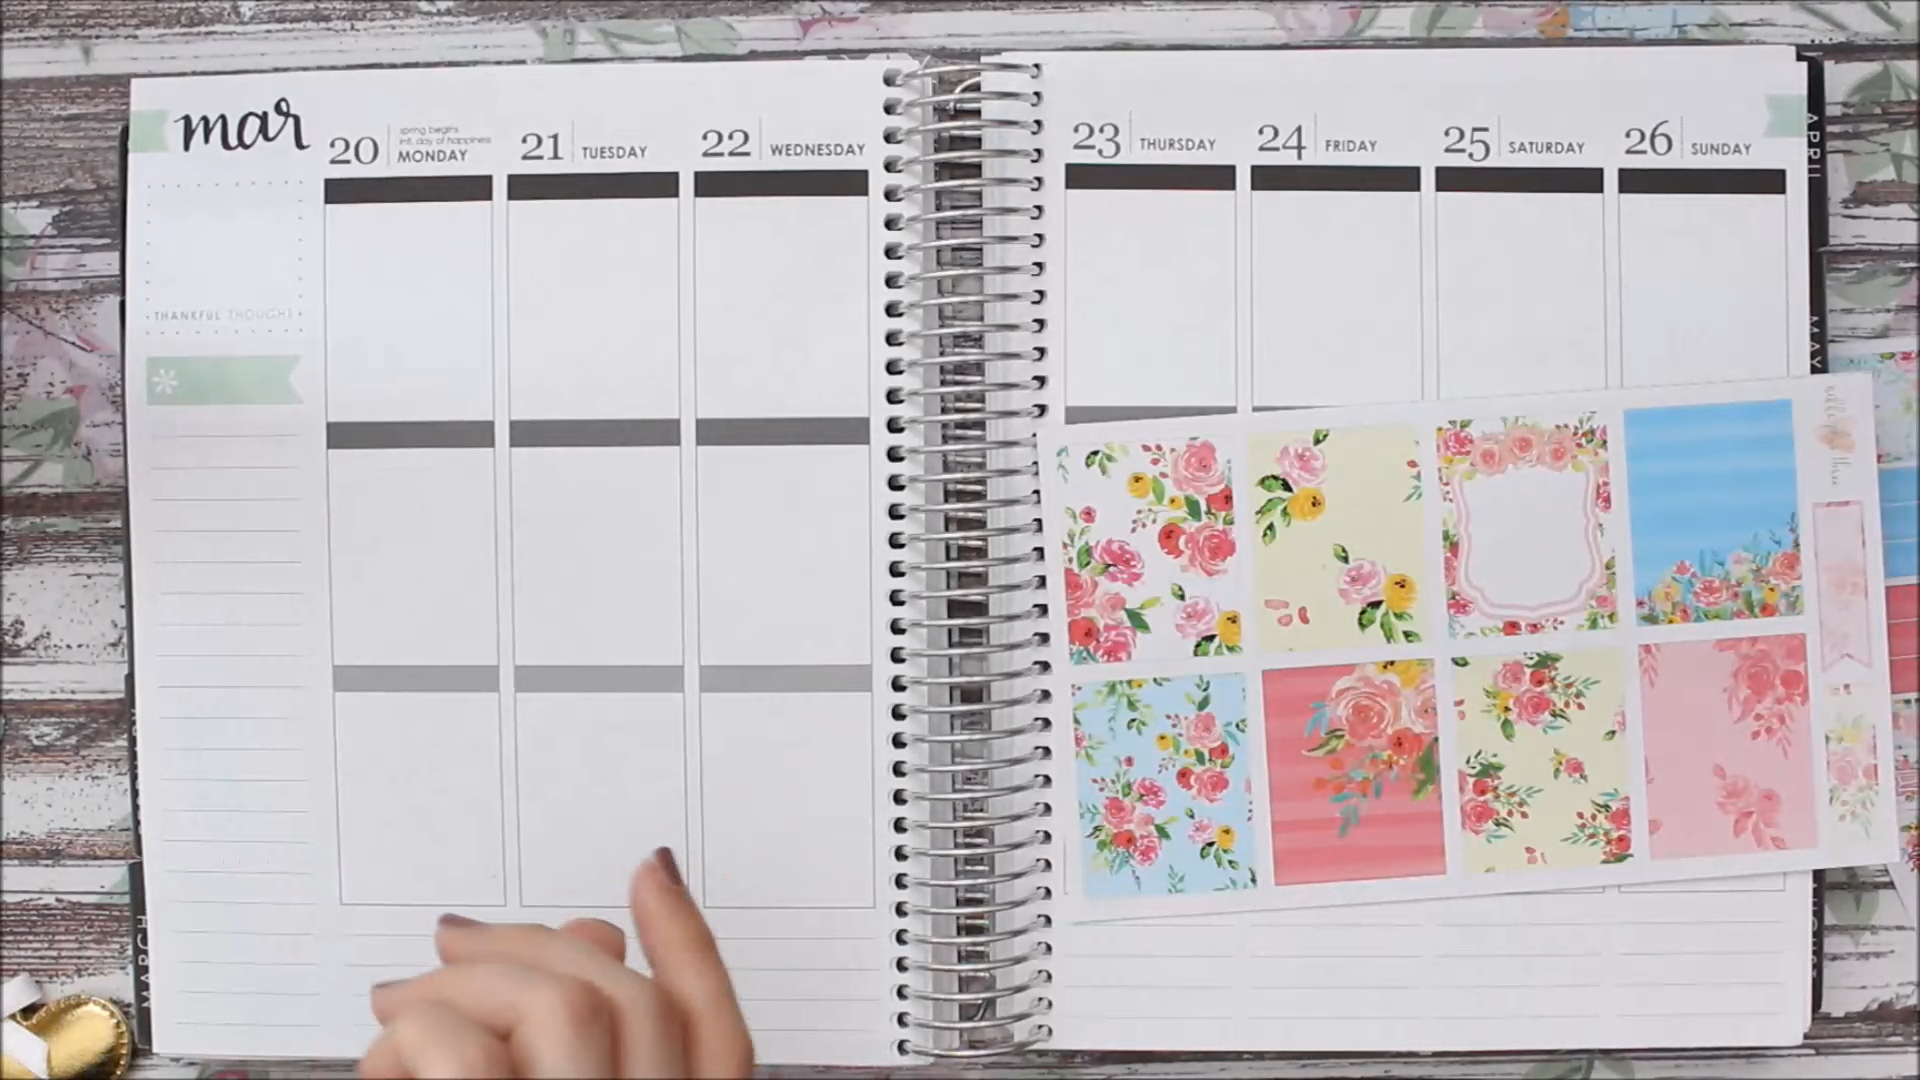 mar
20
spring begins
int. day of happiness
MONDAY
21 TUESDAY
22 WEDNESDAY
23 THURSDAY
24 FRIDAY
25 SATURDAY
26 SUNDAY
THANKFUL THOUGHT
APRIL
MAY
MARCH